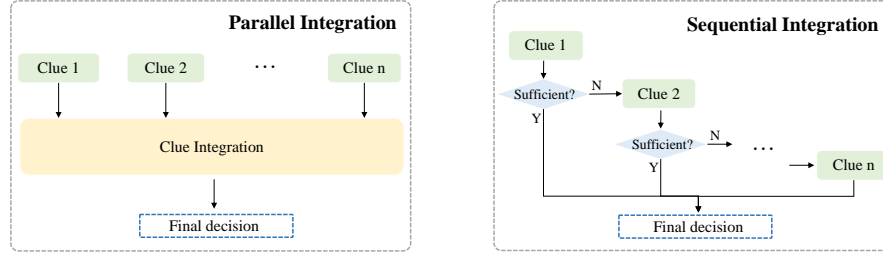 Parallel Integration
Clue 1
Clue 2
...
Clue n
Clue Integration
Final decision
Sequential Integration
Clue 1
Sufficient?
N
Clue 2
Y
Sufficient?
N
...
Y
Clue n
Final decision